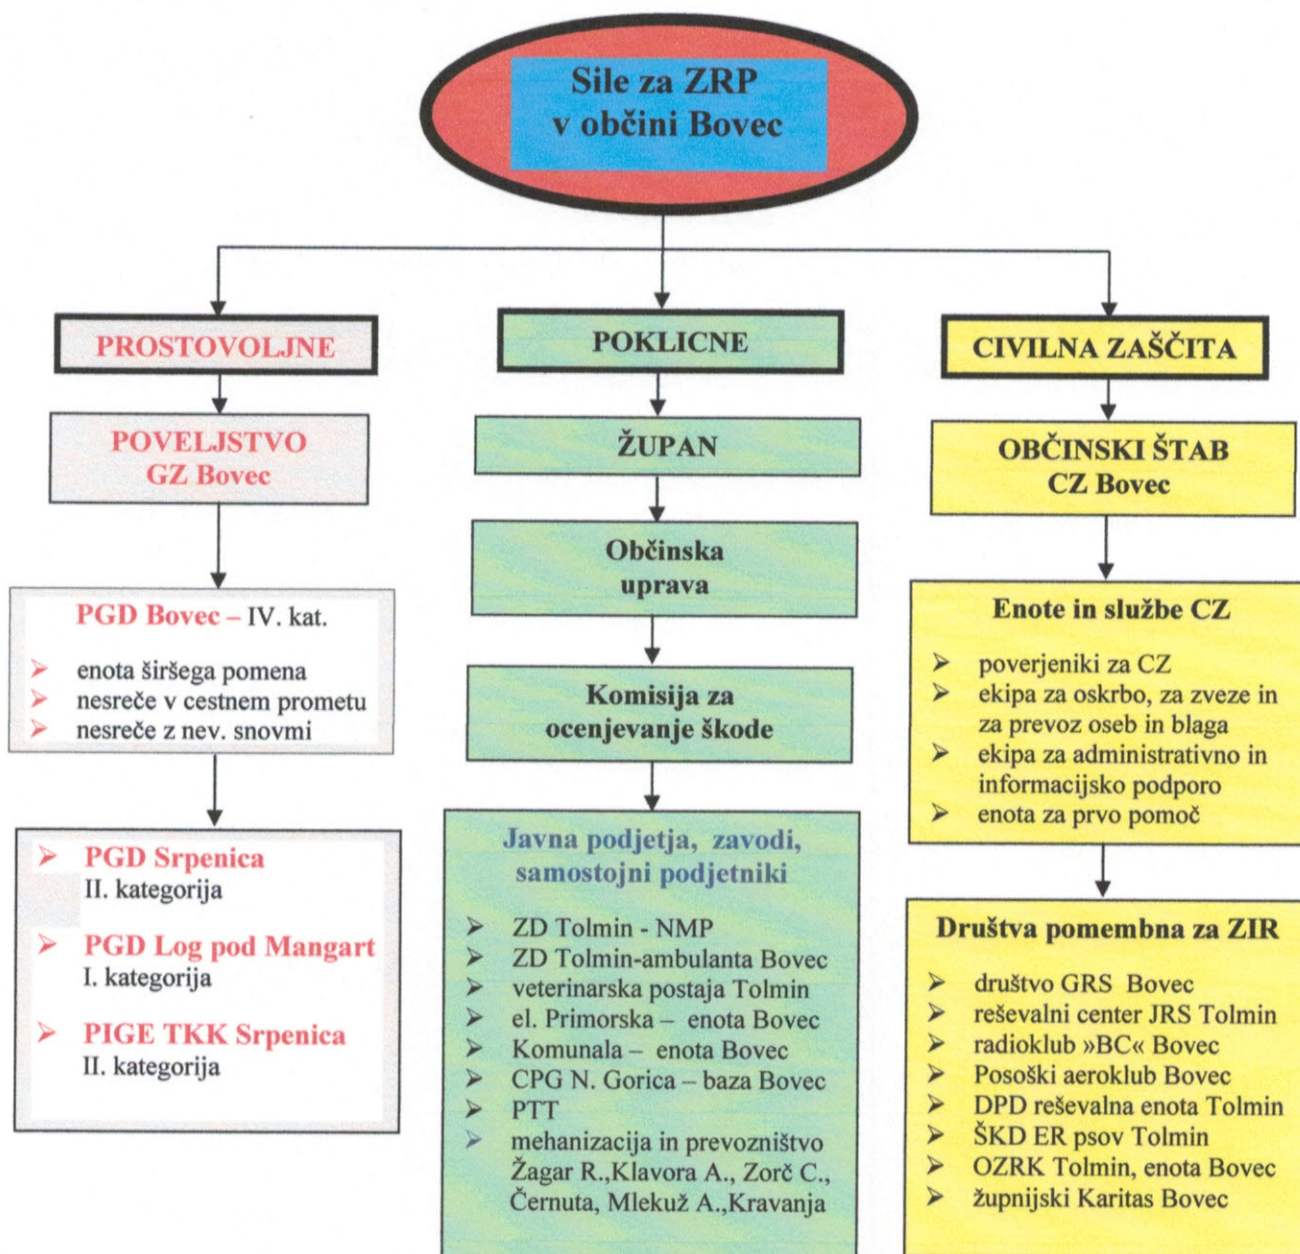 Sile za ZRP
v občini Bovec
PROSTOVOLJNE
POVELJSTVO
GZ Bovec
PGD Bovec – IV. kat.
➢ enota širšega pomena
➢ nesreče v cestnem prometu
➢ nesreče z nev. snovmi
➢ PGD Srpenica
II. kategorija
➢ PGD Log pod Mangart
I. kategorija
➢ PIGE TKK Srpenica
II. kategorija
POKLICNE
ŽUPAN
Občinska
uprava
Komisija za
ocenjevanje škode
Javna podjetja, zavodi,
samostojni podjetniki
➢ ZD Tolmin - NMP
➢ ZD Tolmin-ambulanta Bovec
➢ veterinarska postaja Tolmin
➢ el. Primorska – enota Bovec
➢ Komunala – enota Bovec
➢ CPG N. Gorica – baza Bovec
➢ PTT
➢ mehanizacija in prevozništvo
Žagar R.,Klavora A., Zorč C.,
Černuta, Mlekuž A.,Kravanja
CIVILNA ZAŠČITA
OBČINSKI ŠTAB
CZ Bovec
Enote in službe CZ
➢ poverjeniki za CZ
➢ ekipa za oskrbo, za zveze in
za prevoz oseb in blaga
➢ ekipa za administrativno in
informacijsko podporo
➢ enota za prvo pomoč
Društva pomembna za ZIR
➢ društvo GRS Bovec
➢ reševalni center JRS Tolmin
➢ radioklub »BC« Bovec
➢ Pososki aeroklub Bovec
➢ DPD reševalna enota Tolmin
➢ ŠKD ER psov Tolmin
➢ OZRK Tolmin, enota Bovec
➢ župnijski Karitas Bovec